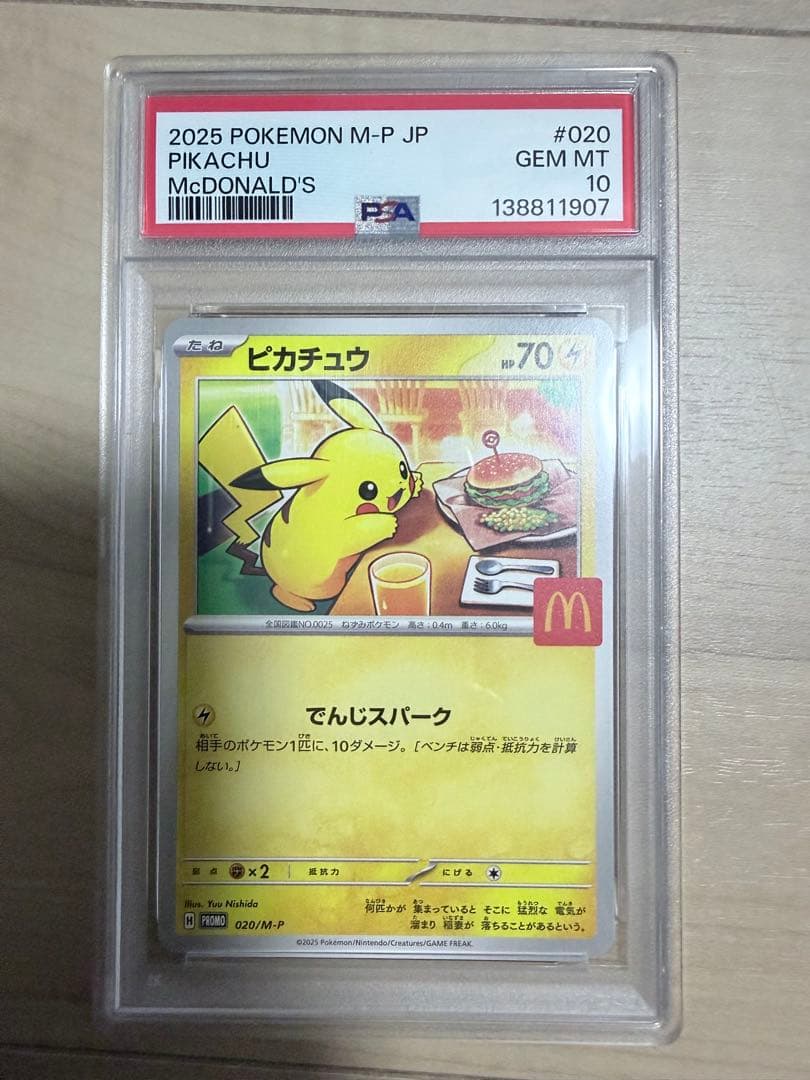 2025 POKEMON M-P JP #020
PIKACHU GEM MT
McDONALD'S 10
PSA 138811907
たね ピカチュウ HP 70
全国図鑑NO.0025 ねずみポケモン 高さ:0.4m 重さ:6.0kg
でんじスパーク
相手のポケモン1匹に、10ダメージ。[ベンチは弱点・抵抗力を計算
しない。]
弱点 ×2 抵抗力 にげる
Illus. Yuu Nishida
何匹かが 集まっていると そこに 猛烈な 電気が
溜まり 稲妻が 落ちることがあるという。
H PROMO 020/M-P
©2025 Pokémon/Nintendo/Creatures/GAME FREAK.